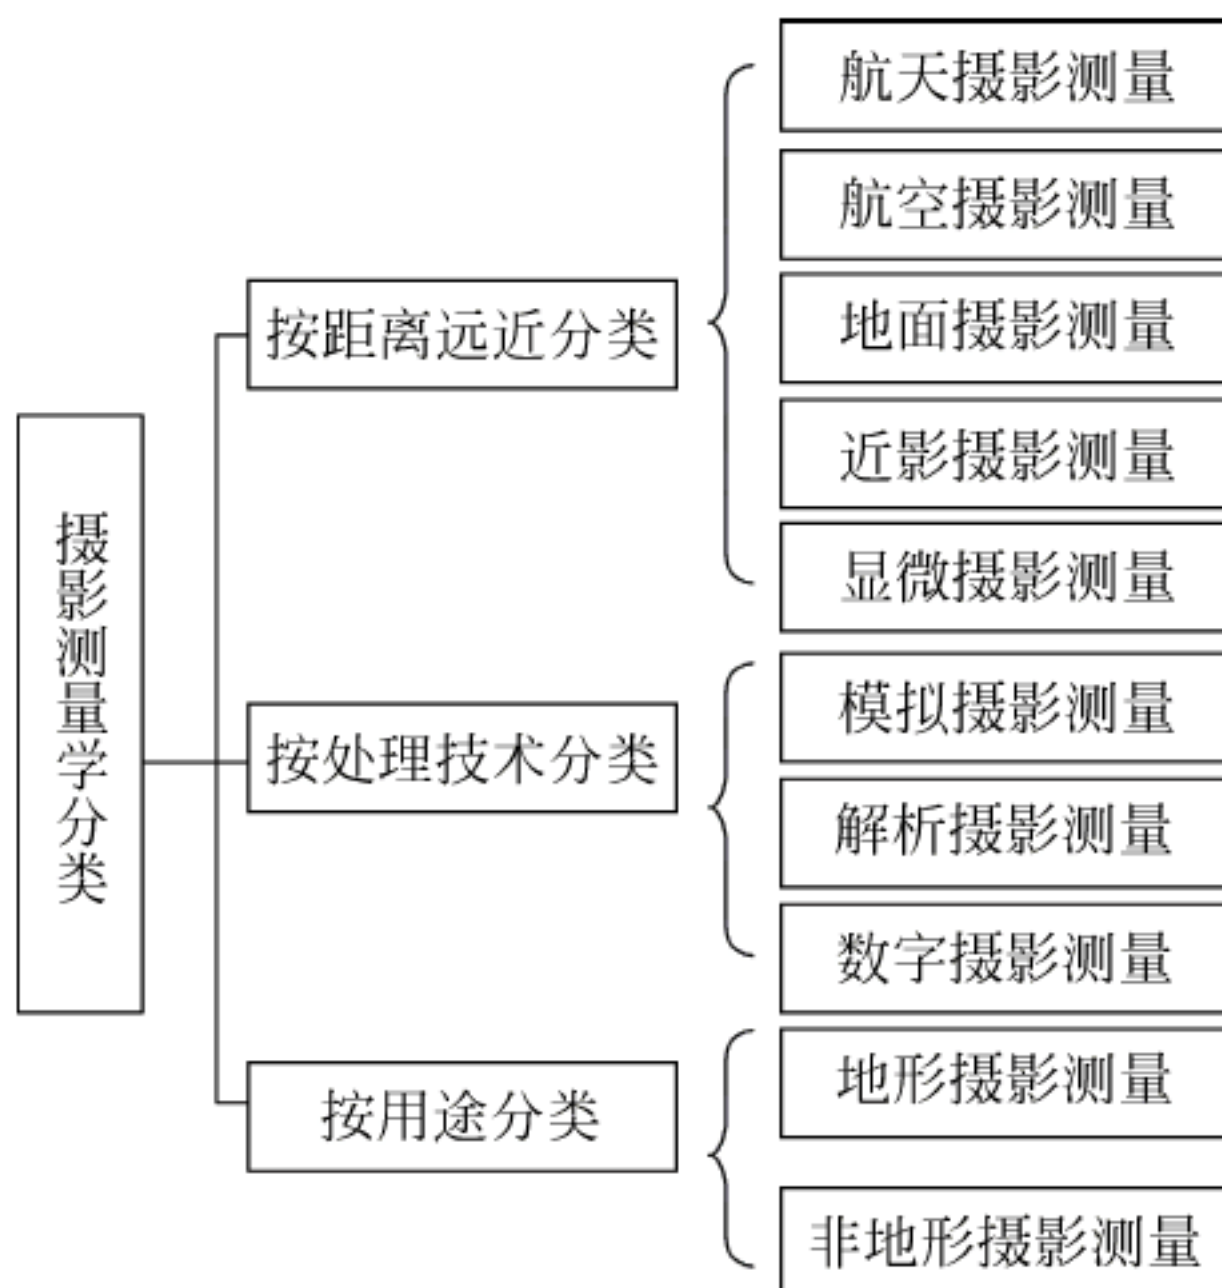 摄影测量学分类
按距离远近分类
航天摄影测量
航空摄影测量
地面摄影测量
近影摄影测量
显微摄影测量
按处理技术分类
模拟摄影测量
解析摄影测量
数字摄影测量
按用途分类
地形摄影测量
非地形摄影测量